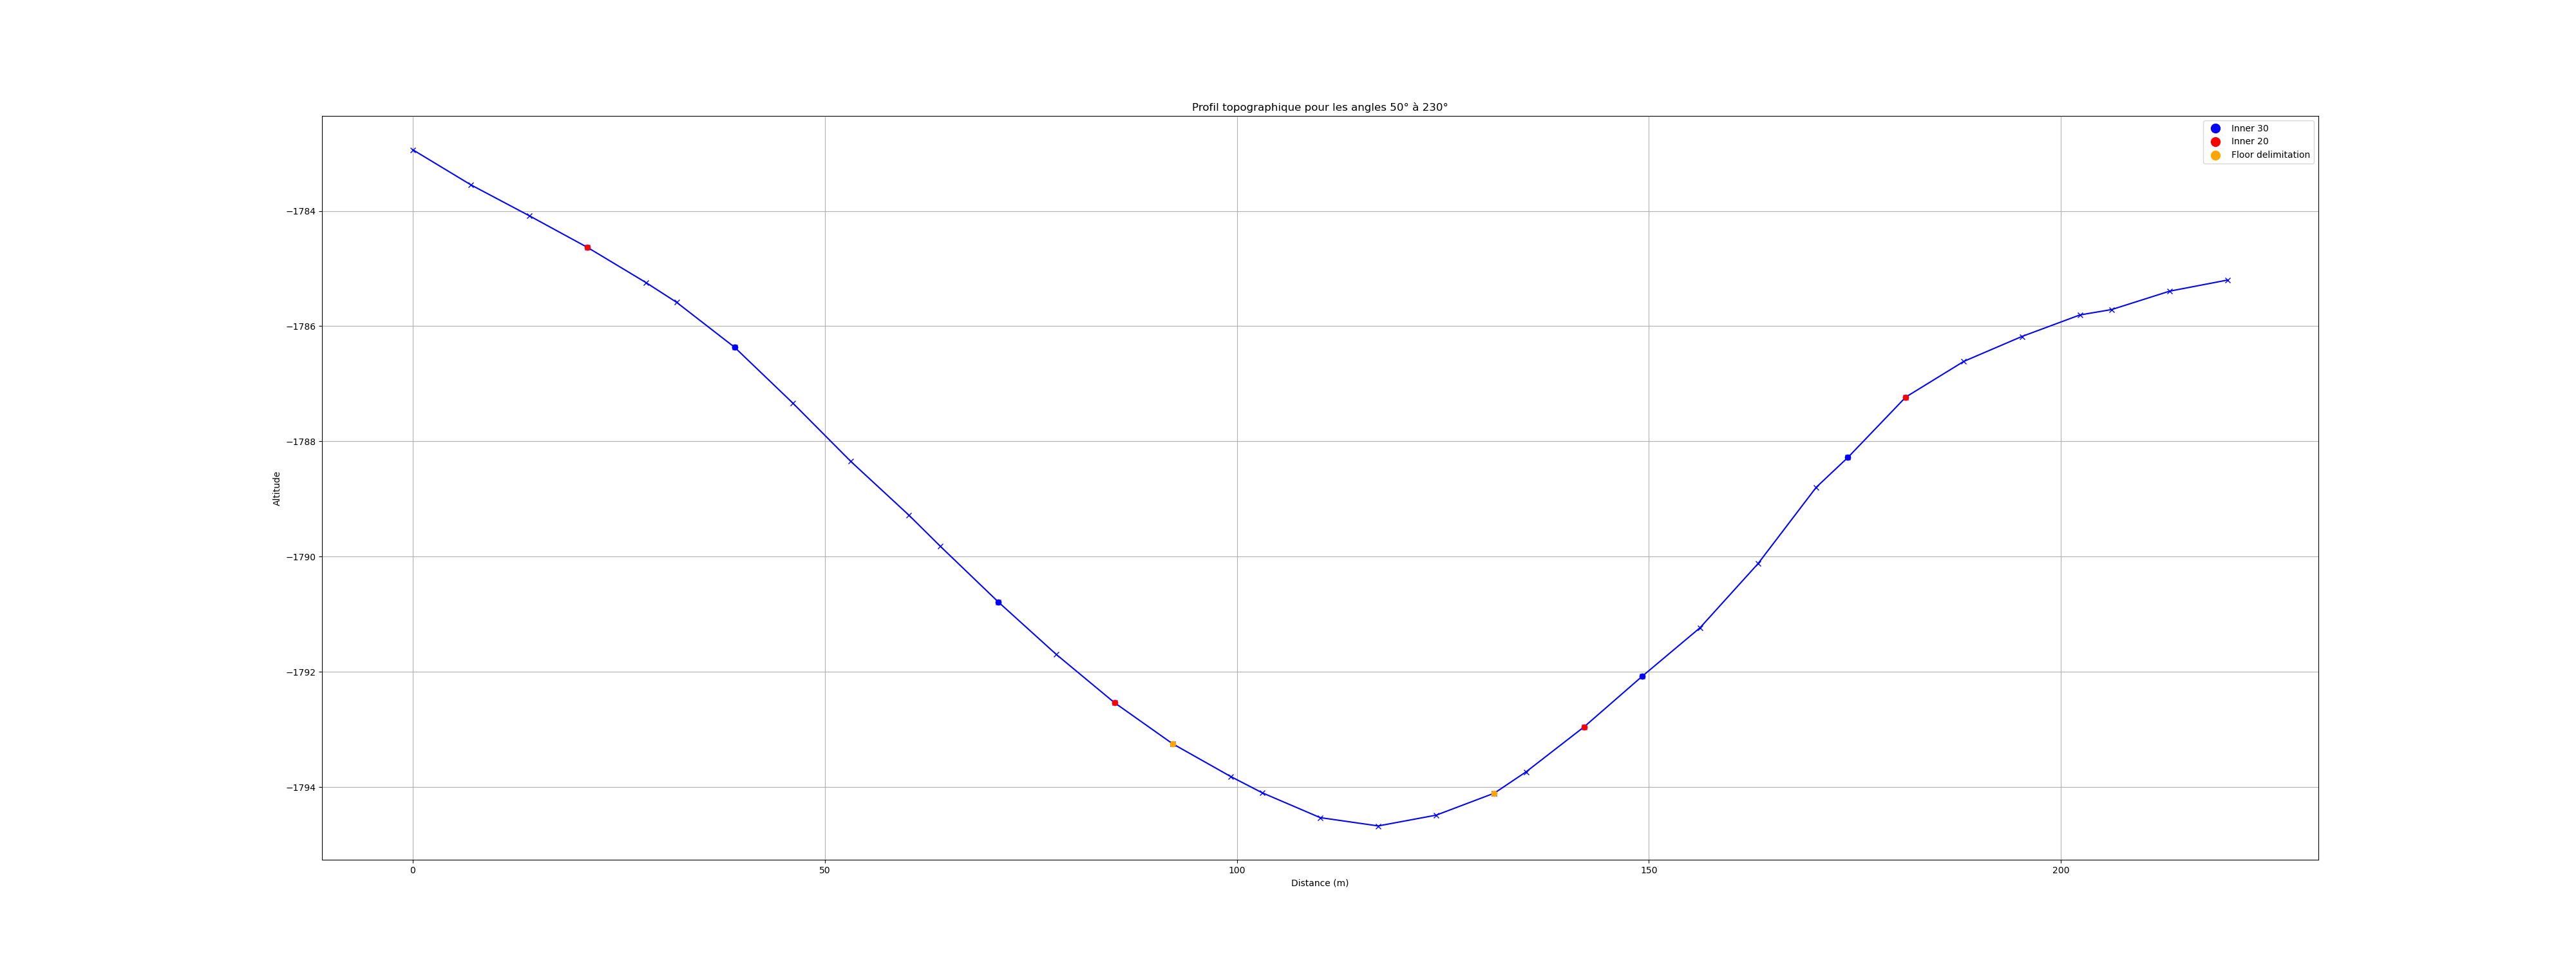 Profil topographique pour les angles 50° à 230°
Inner 30
Inner 20
Floor delimitation
−1784
−1786
−1788
−1790
−1792
−1794
Altitude
0 50 100 150 200
Distance (m)